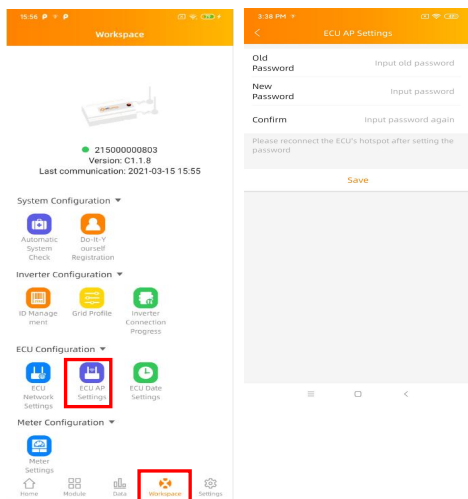 15:56
Workspace
215000000803
Version: C1.1.8
Last communication: 2021-03-15 15:55
System Configuration
Automatic
System
Check
Do-It-Y
ourself
Registration
Inverter Configuration
ID Manage
ment
Grid Profile
Inverter
Connection
Progress
ECU Configuration
ECU
Network
Settings
ECU AP
Settings
ECU Date
Settings
Meter Configuration
Meter
Settings
Home
Module
Data
Workspace
Settings
3:38 PM
ECU AP Settings
Old
Password
Input old password
New
Password
Input password
Confirm
Input password again
Please reconnect the ECU's hotspot after setting the
password
Save